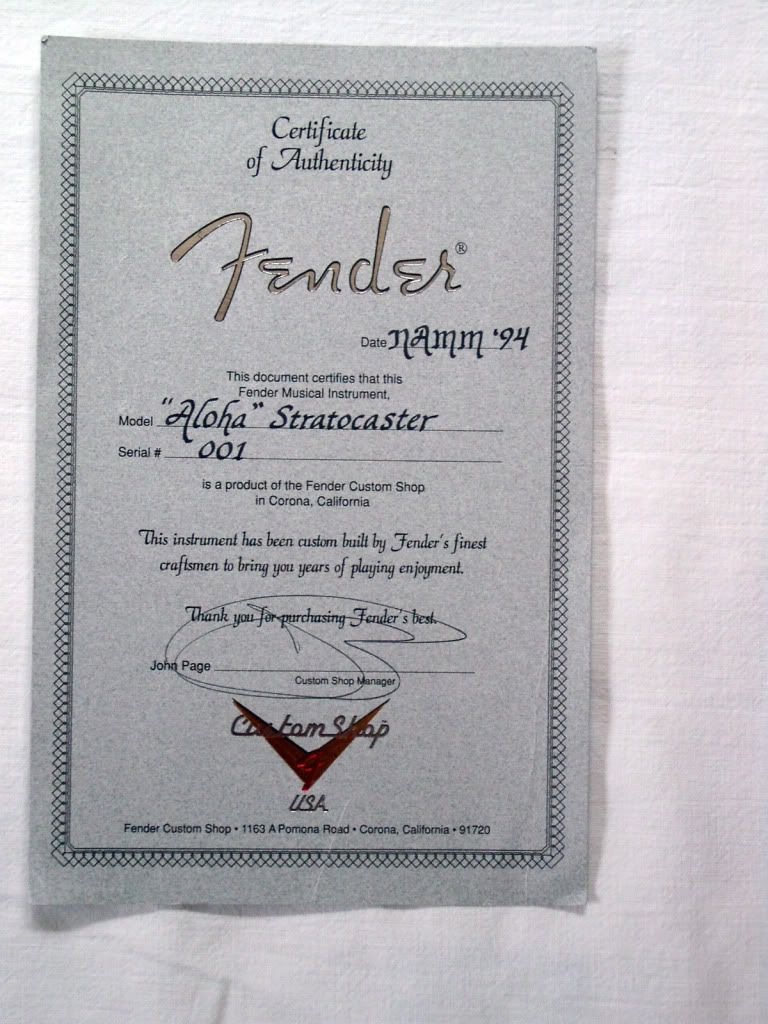 Certificate
of Authenticity
Fender®
Date NAMM '94
This document certifies that this
Fender Musical Instrument,
Model "Aloha" Stratocaster
Serial # 001
is a product of the Fender Custom Shop
in Corona, California
This instrument has been custom built by Fender's finest
craftsmen to bring you years of playing enjoyment.
Thank you for purchasing Fender's best.
John Page
Custom Shop Manager
Custom Shop
USA
Fender Custom Shop • 1163 A Pomona Road • Corona, California • 91720